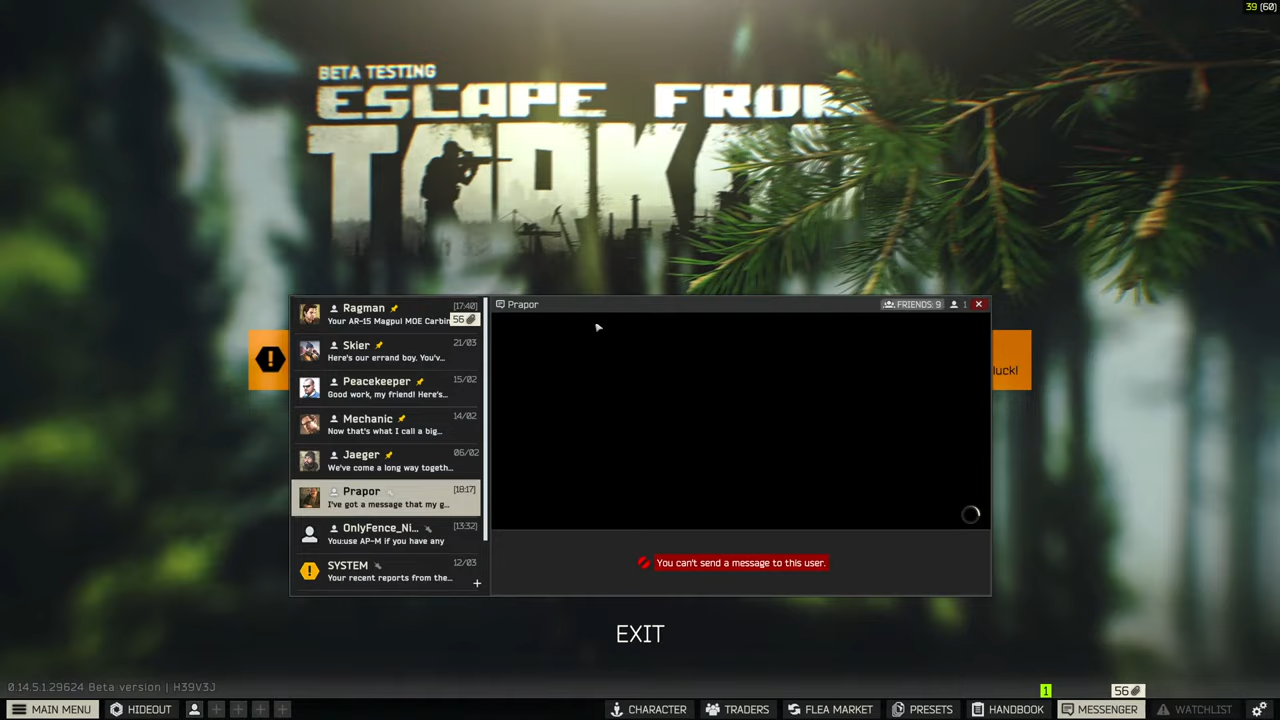 39 (60)
BETA TESTING
ESCAPE FROM
Prapor
FRIENDS: 9
1
Ragman
[17:40]
Your AR-15 Magpul MOE Carbin
56
Skier
21/03
Here's our errand boy. You'v...
Peacekeeper
15/02
Good work, my friend! Here's...
Mechanic
14/02
Now that's what I call a big...
Jaeger
06/02
We've come a long way togeth...
Prapor
[18:17]
I've got a message that my g...
OnlyFence_Ni...
[13:32]
You:use AP-M if you have any
SYSTEM
12/03
Your recent reports from the...
+
luck!
You can't send a message to this user.
EXIT
0.14.5.1.29624 Beta version | H39V3J
1
56
MAIN MENU
HIDEOUT
CHARACTER
TRADERS
FLEA MARKET
PRESETS
HANDBOOK
MESSENGER
WATCHLIST